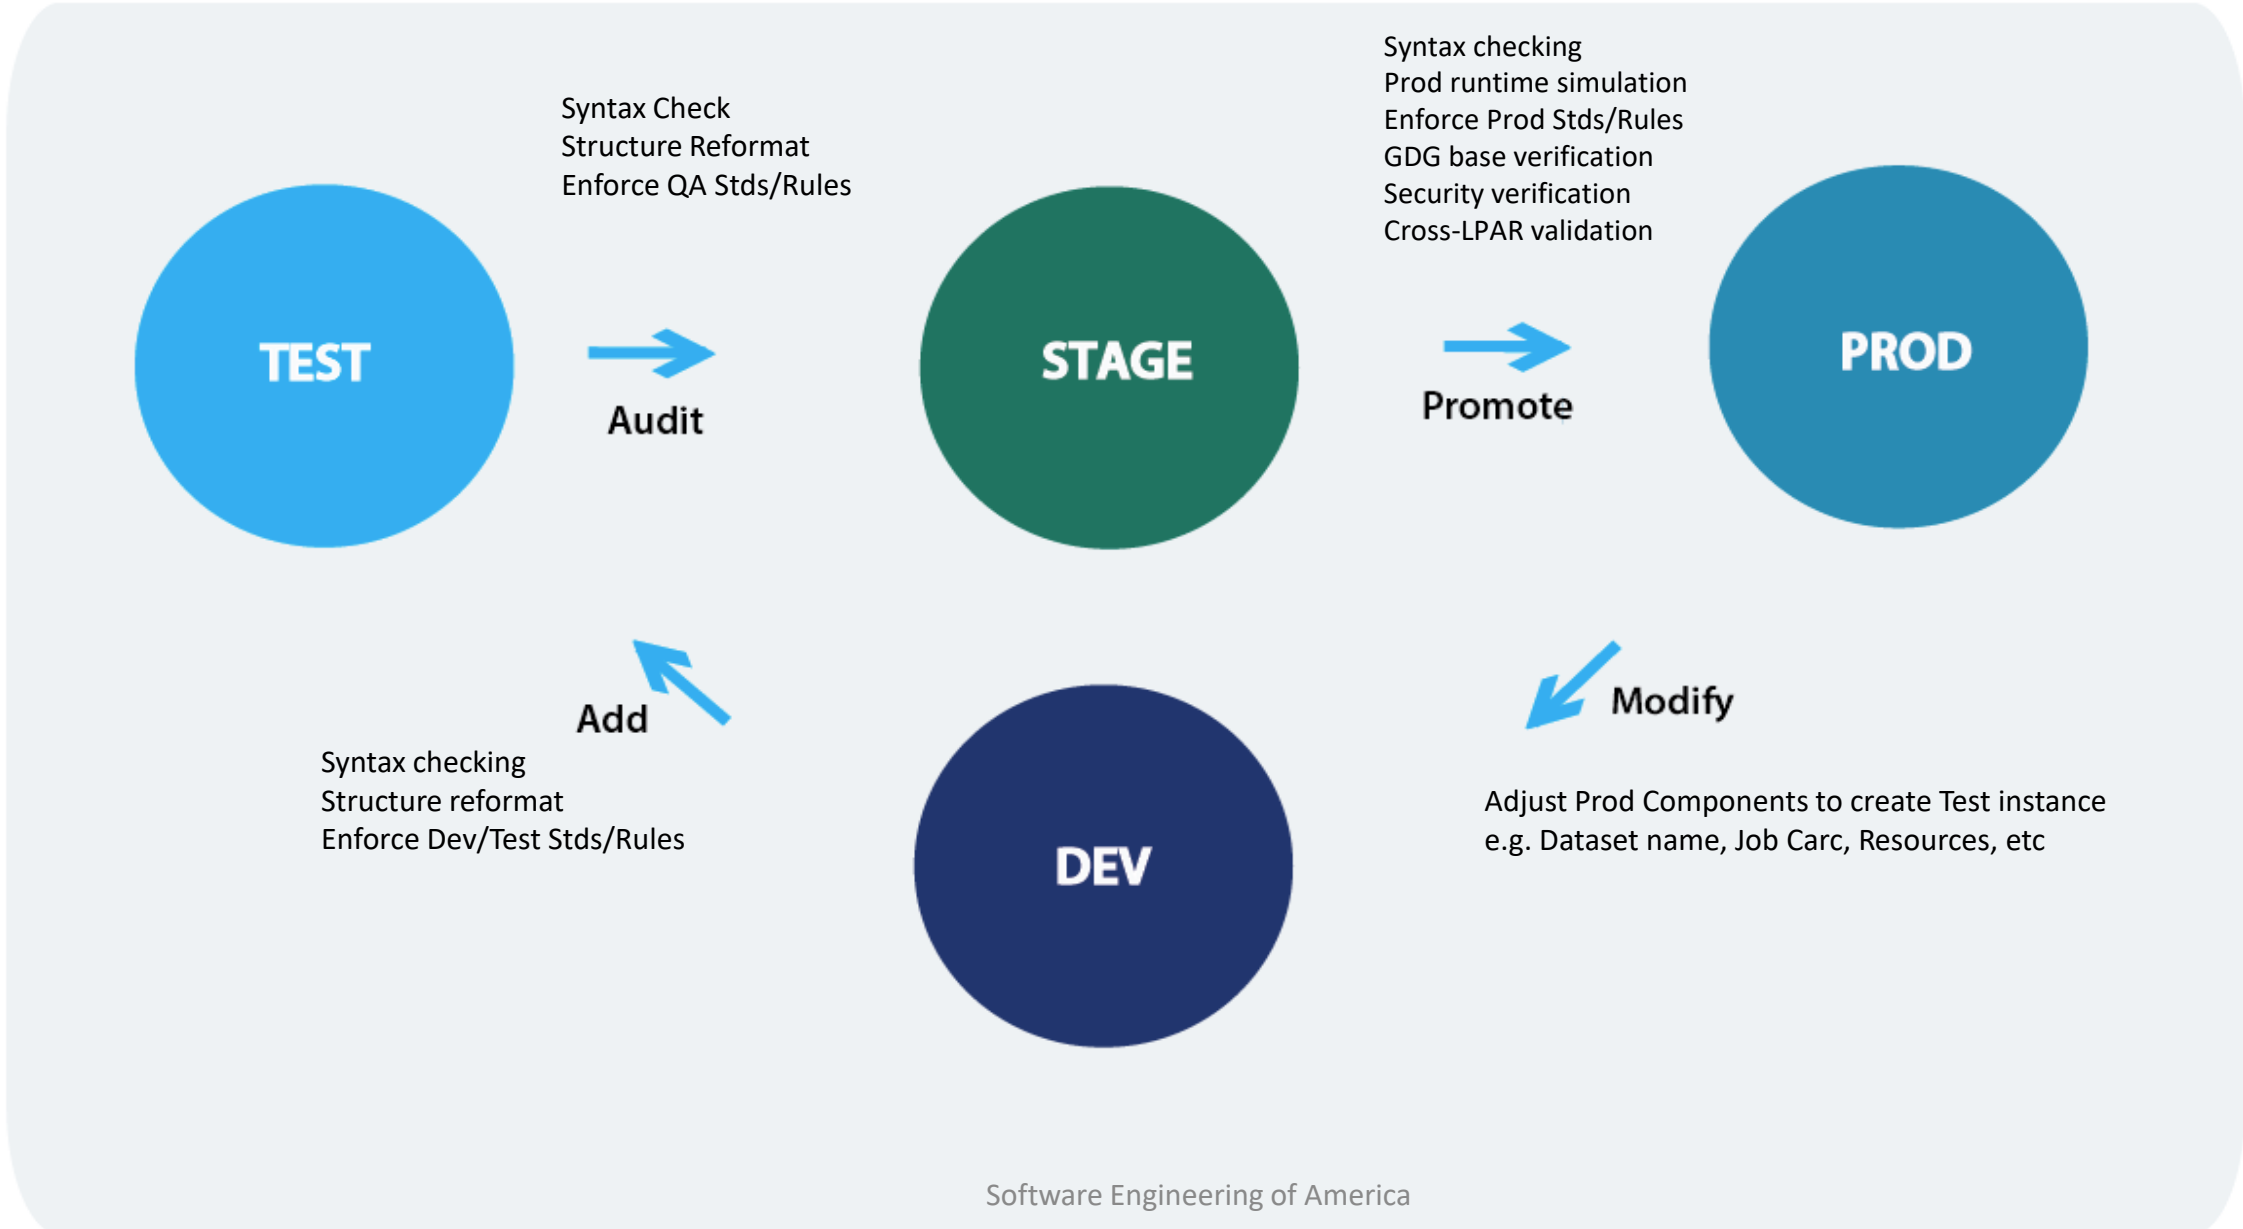 Syntax checking
Prod runtime simulation
Enforce Prod Stds/Rules
GDG base verification
Security verification
Cross-LPAR validation
Syntax Check
Structure Reformat
Enforce QA Stds/Rules
TEST
STAGE
PROD
Audit
Promote
Add
Modify
Syntax checking
Structure reformat
Enforce Dev/Test Stds/Rules
Adjust Prod Components to create Test instance
e.g. Dataset name, Job Carc, Resources, etc
DEV
Software Engineering of America